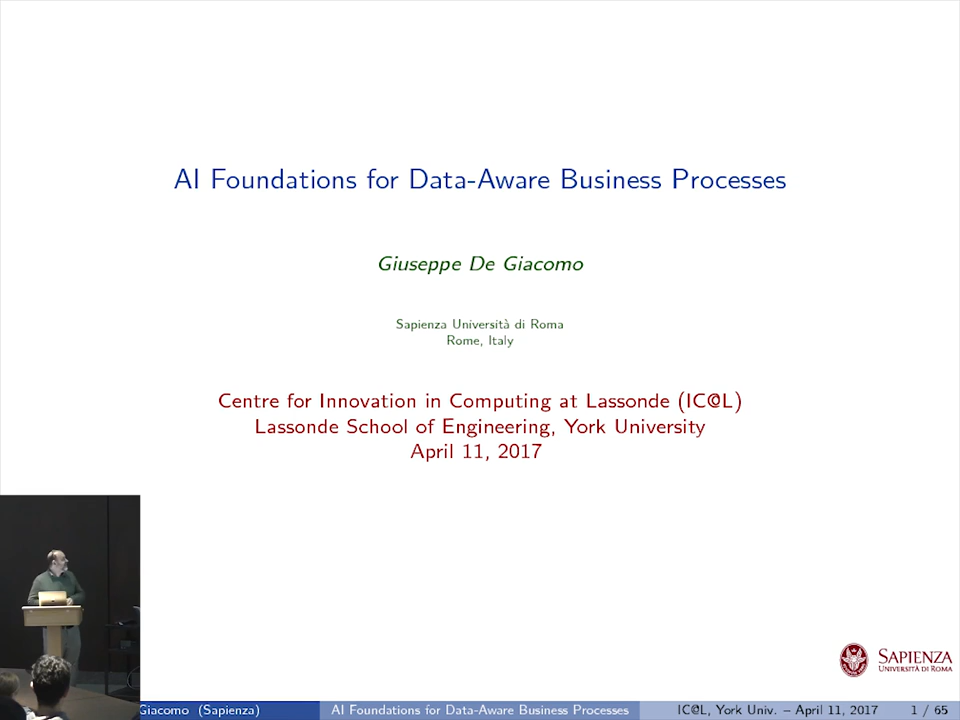 AI Foundations for Data-Aware Business Processes
Giuseppe De Giacomo
Sapienza Università di Roma
Rome, Italy
Centre for Innovation in Computing at Lassonde (IC@L)
Lassonde School of Engineering, York University
April 11, 2017
SAPIENZA
UNIVERSITÀ DI ROMA
Giacomo (Sapienza) AI Foundations for Data-Aware Business Processes IC@L, York Univ. – April 11, 2017 1 / 65